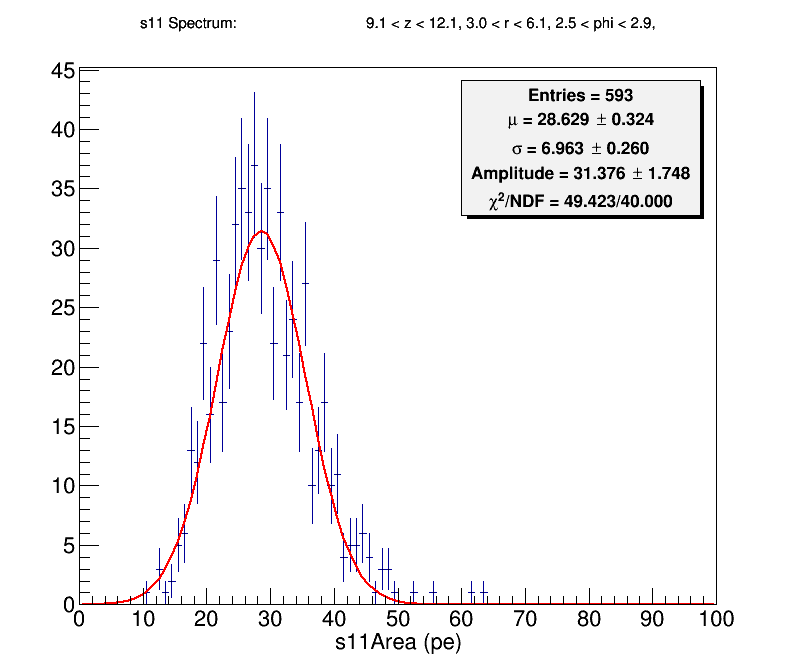 s11 Spectrum: 9.1 < z < 12.1, 3.0 < r < 6.1, 2.5 < phi < 2.9,
Entries = 593
μ = 28.629 ± 0.324
σ = 6.963 ± 0.260
Amplitude = 31.376 ± 1.748
χ²/NDF = 49.423/40.000
45
40
35
30
25
20
15
10
5
0
0 10 20 30 40 50 60 70 80 90 100
s11Area (pe)